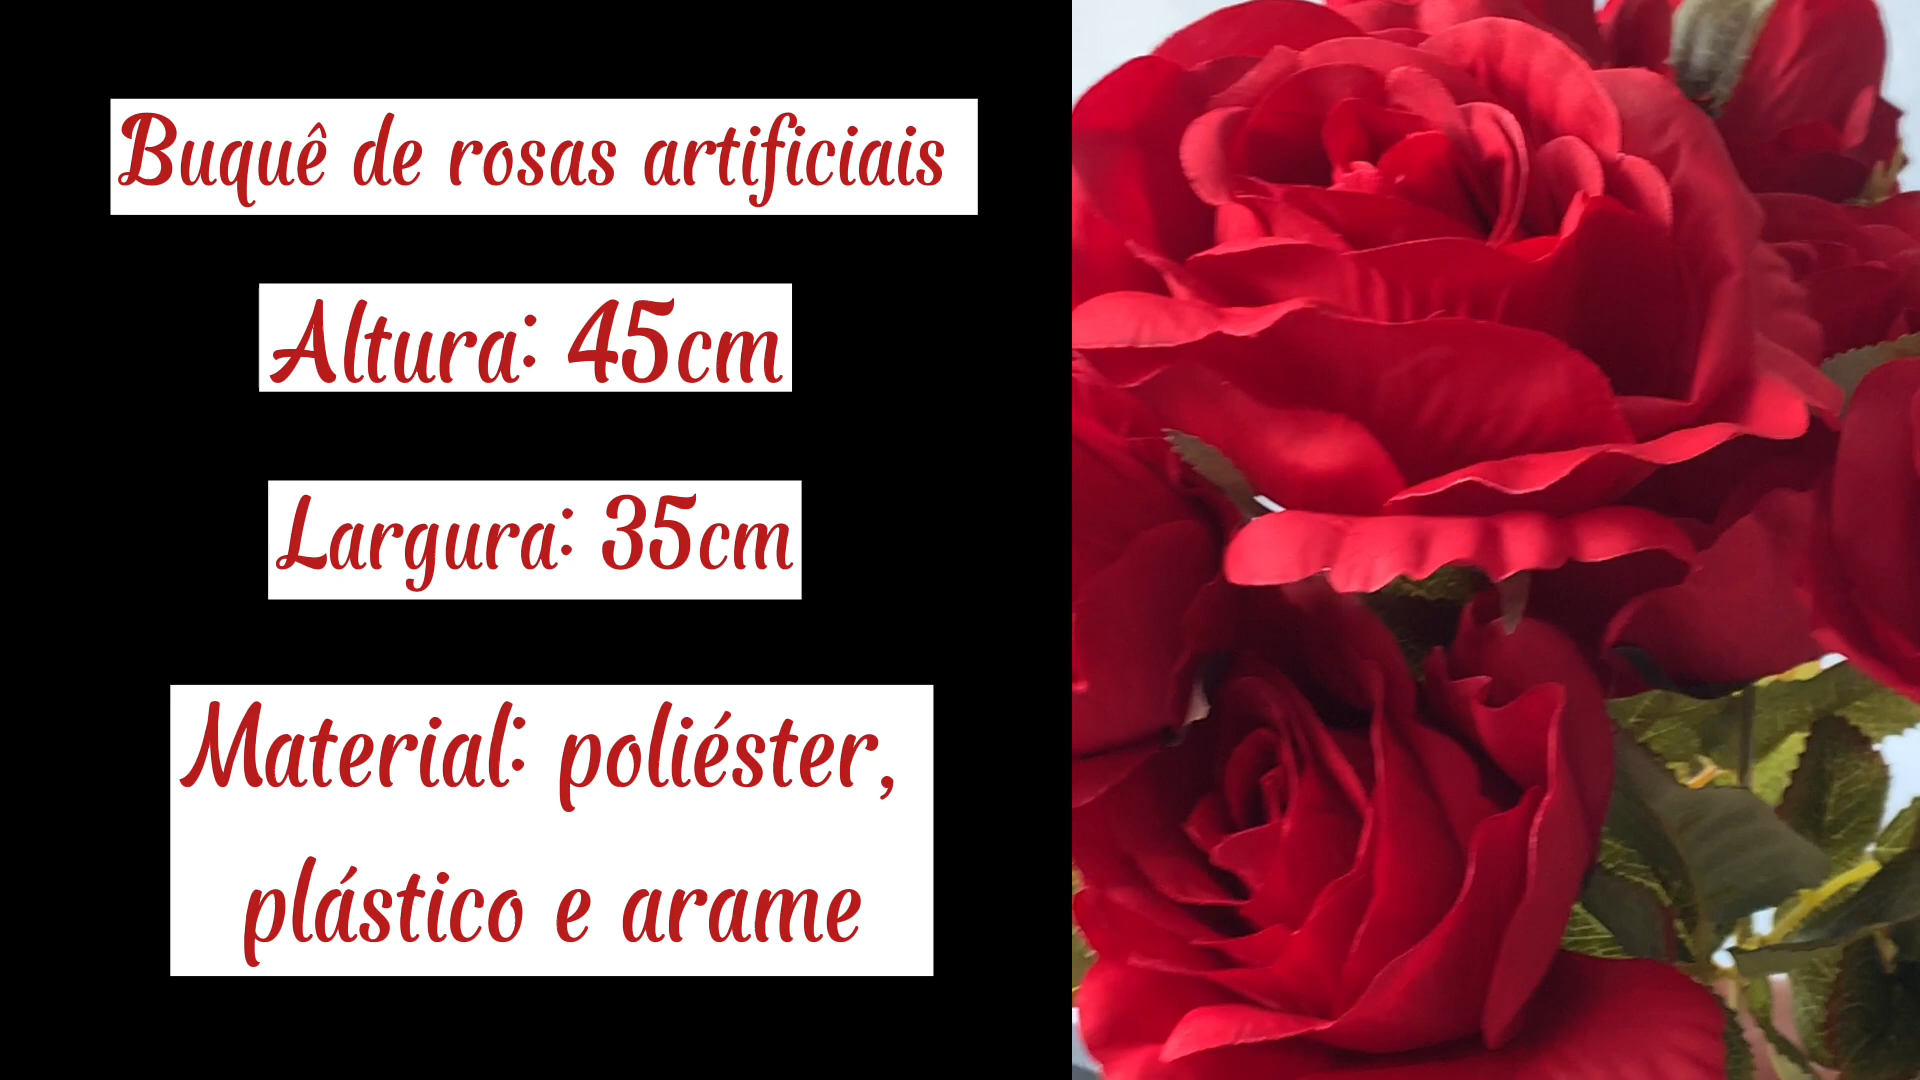 Buquê de rosas artificiais
Altura: 45cm
Largura: 35cm
Material: poliéster,
plástico e arame